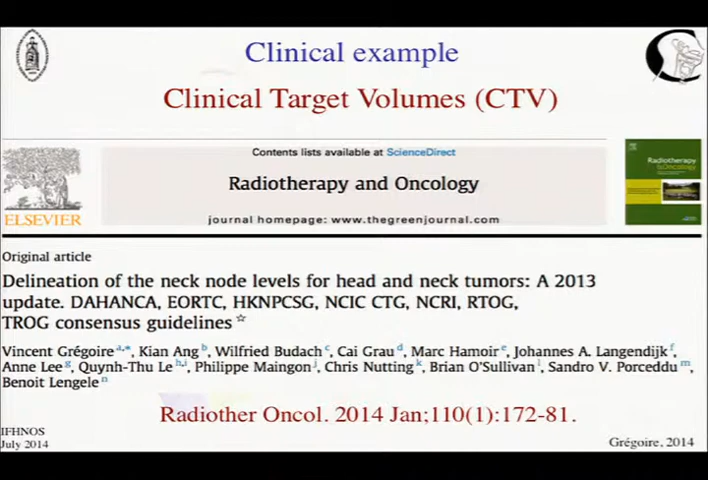 Clinical example
Clinical Target Volumes (CTV)
Contents lists available at ScienceDirect
Radiotherapy and Oncology
journal homepage: www.thegreenjournal.com
ELSEVIER
Radiotherapy
Original article
Delineation of the neck node levels for head and neck tumors: A 2013
update. DAHANCA, EORTC, HKNPCSG, NCIC CTG, NCRI, RTOG,
TROG consensus guidelines ☆
Vincent Grégoire a,*, Kian Ang b, Wilfried Budach c, Cai Grau d, Marc Hamoir e, Johannes A. Langendijk f,
Anne Lee g, Quynh-Thu Le h,i, Philippe Maingon j, Chris Nutting k, Brian O'Sullivan l, Sandro V. Porceddu m,
Benoit Lengele n
Radiother Oncol. 2014 Jan;110(1):172-81.
IFHNOS
July 2014
Grégoire, 2014